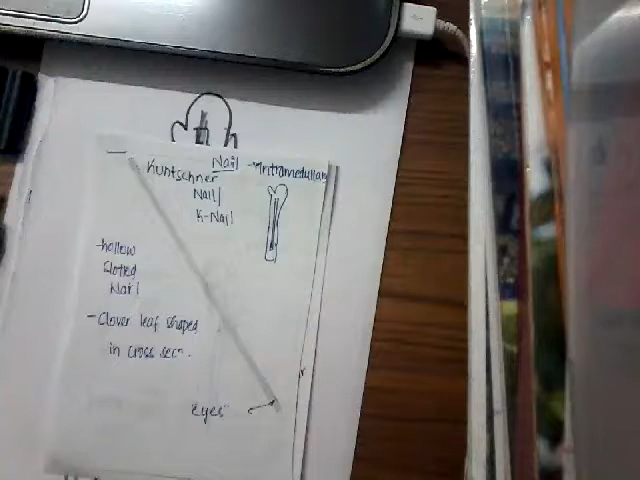 Nail - Intramedullary
Kuntschner
Nail/
K-Nail
-hollow
slotted
Nail
- Clover leaf shaped
in cross secn.
Eyes